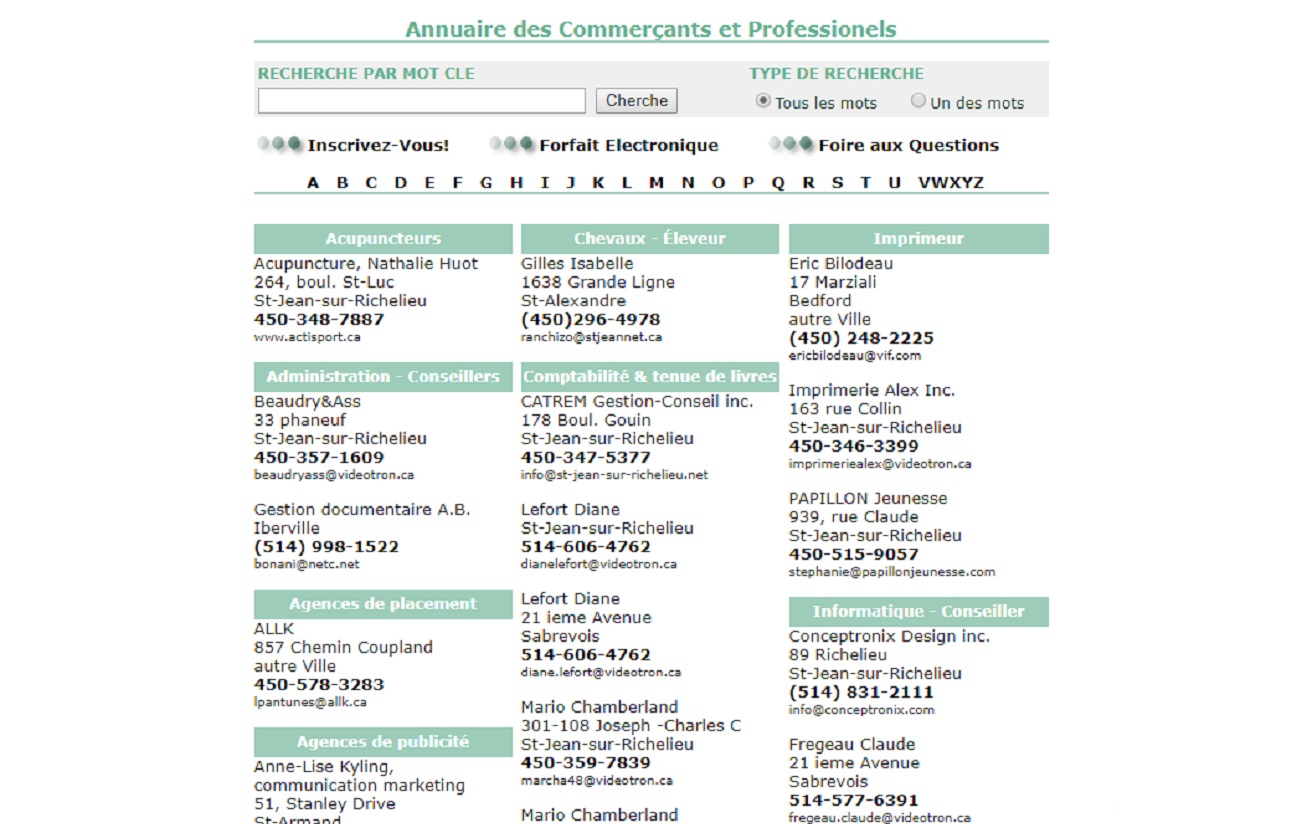 Annuaire des Commerçants et Professionels
RECHERCHE PAR MOT CLE
TYPE DE RECHERCHE
Cherche
Tous les mots
Un des mots
Inscrivez-Vous!
Forfait Electronique
Foire aux Questions
A B C D E F G H I J K L M N O P Q R S T U VWXYZ
Acupuncteurs
Acupuncture, Nathalie Huot
264, boul. St-Luc
St-Jean-sur-Richelieu
450-348-7887
www.actisport.ca
Administration - Conseillers
Beaudry&Ass
33 phaneuf
St-Jean-sur-Richelieu
450-357-1609
beaudryass@videotron.ca
Gestion documentaire A.B.
Iberville
(514) 998-1522
bonani@netc.net
Agences de placement
ALLK
857 Chemin Coupland
autre Ville
450-578-3283
lpantunes@allk.ca
Agences de publicité
Anne-Lise Kyling,
communication marketing
51, Stanley Drive
St-Armand
Chevaux - Éleveur
Gilles Isabelle
1638 Grande Ligne
St-Alexandre
(450)296-4978
ranchizo@stjeannet.ca
Comptabilité & tenue de livres
CATREM Gestion-Conseil inc.
178 Boul. Gouin
St-Jean-sur-Richelieu
450-347-5377
info@st-jean-sur-richelieu.net
Lefort Diane
St-Jean-sur-Richelieu
514-606-4762
dianelefort@videotron.ca
Lefort Diane
21 ieme Avenue
Sabrevois
514-606-4762
diane.lefort@videotron.ca
Mario Chamberland
301-108 Joseph -Charles C
St-Jean-sur-Richelieu
450-359-7839
marcha48@videotron.ca
Mario Chamberland
Imprimeur
Eric Bilodeau
17 Marziali
Bedford
autre Ville
(450) 248-2225
ericbilodeau@vif.com
Imprimerie Alex Inc.
163 rue Collin
St-Jean-sur-Richelieu
450-346-3399
imprimeriealex@videotron.ca
PAPILLON Jeunesse
939, rue Claude
St-Jean-sur-Richelieu
450-515-9057
stephanie@papillonjeunesse.com
Informatique - Conseiller
Conceptronix Design inc.
89 Richelieu
St-Jean-sur-Richelieu
(514) 831-2111
info@conceptronix.com
Fregeau Claude
21 ieme Avenue
Sabrevois
514-577-6391
fregeau.claude@videotron.ca